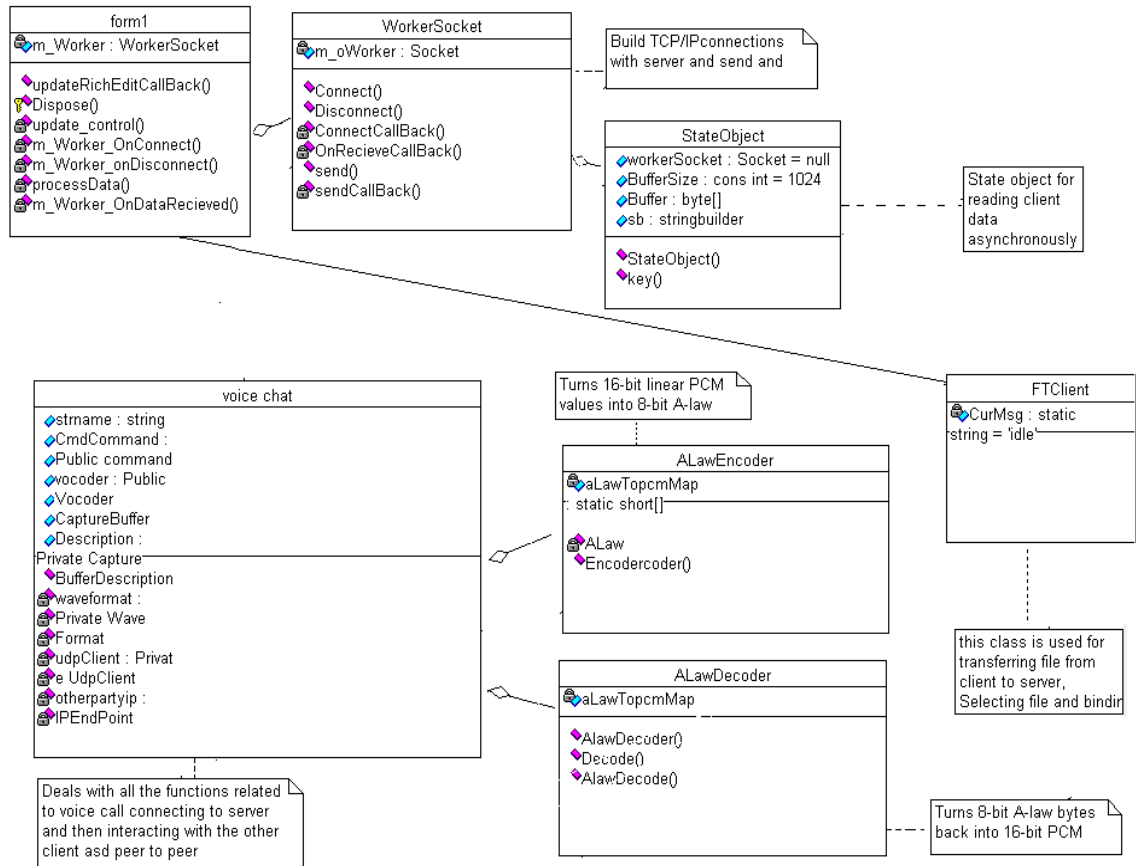 form1
m_Worker : WorkerSocket
updateRichEditCallBack()
Dispose()
update_control()
m_Worker_OnConnect()
m_Worker_onDisconnect()
processData()
m_Worker_OnDataRecieved()
WorkerSocket
m_oWorker : Socket
Connect()
Disconnect()
ConnectCallBack()
OnRecieveCallBack()
send()
sendCallBack()
Build TCP/IPconnections
with server and send and
StateObject
workerSocket : Socket = null
BufferSize : cons int = 1024
Buffer : byte[]
sb : stringbuilder
StateObject()
key()
State object for
reading client
data
asynchronously
voice chat
strname : string
CmdCommand :
Public command
vocoder : Public
Vocoder
CaptureBuffer
Description :
Private Capture
BufferDescription
waveformat :
Private Wave
Format
udpClient : Privat
e UdpClient
otherpartyip :
IPEndPoint
Deals with all the functions related
to voice call connecting to server
and then interacting with the other
client asd peer to peer
Turns 16-bit linear PCM
values into 8-bit A-law
ALawEncoder
aLawTopcmMap
: static short[]
ALaw
Encodercoder()
ALawDecoder
aLawTopcmMap
AlawDecoder()
Decode()
AlawDecode()
Turns 8-bit A-law bytes
back into 16-bit PCM
FTClient
CurMsg : static
string = 'idle'
this class is used for
transferring file from
client to server,
Selecting file and bindin